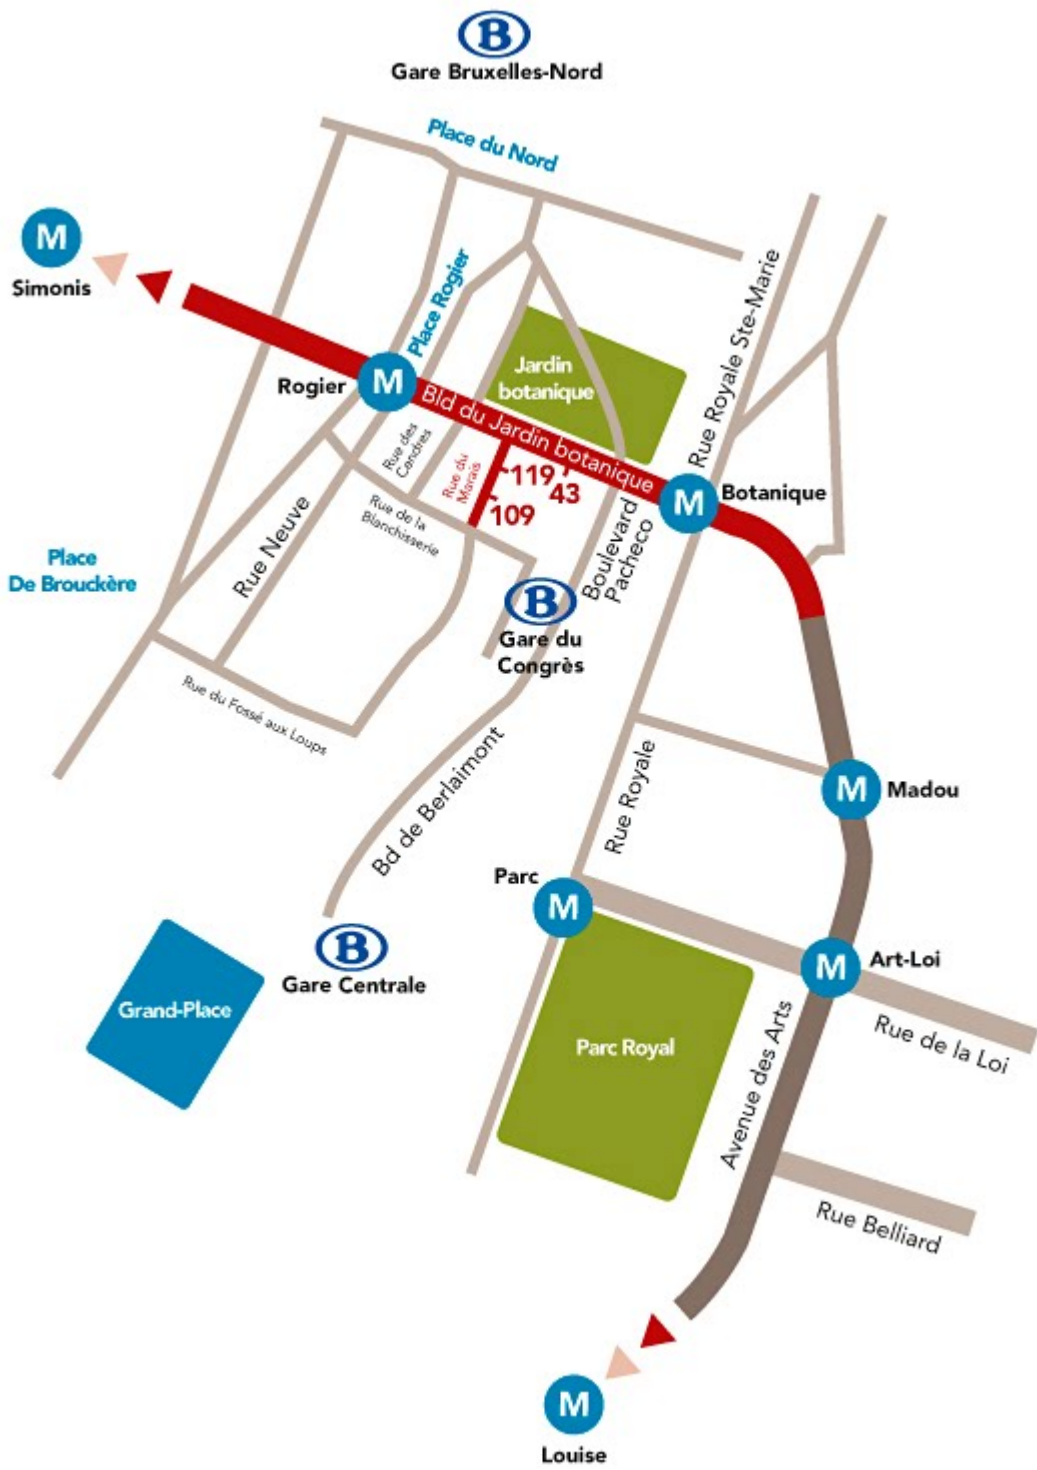 B
Gare Bruxelles-Nord
Place du Nord
M
Simonis
Place Rogier
Rue Royale Ste-Marie
Jardin
botanique
Rogier
M
Bld du Jardin botanique
Rue des
Cendres
Rue du
Marais
119
43
109
M
Botanique
Rue de la
Blanchisserie
Rue Neuve
Boulevard
Pacheco
Place
De Brouckère
B
Gare du
Congrès
Rue du Fossé aux Loups
Bd de Berlaimont
Rue Royale
M
Madou
Parc
M
B
Gare Centrale
M
Art-Loi
Grand-Place
Parc Royal
Avenue des Arts
Rue de la Loi
Rue Belliard
M
Louise